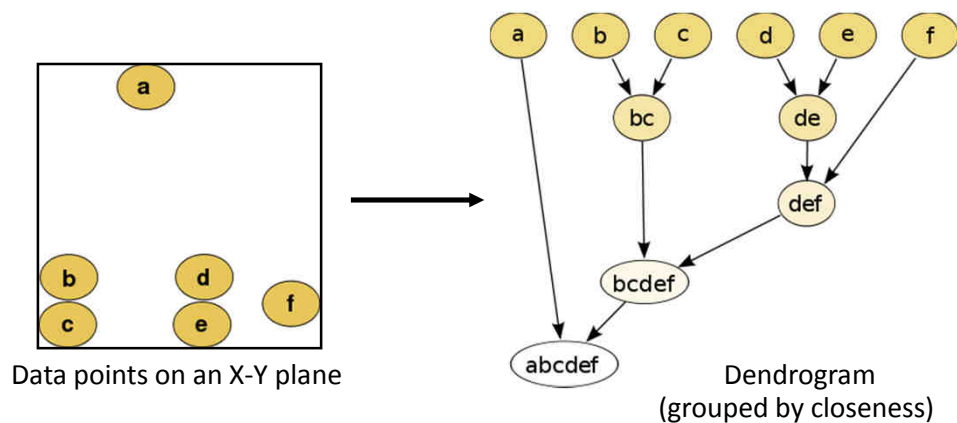 a
b
c
d
e
f
a b c d e f
bc de
def
bcdef
abcdef
Data points on an X-Y plane
Dendrogram
(grouped by closeness)